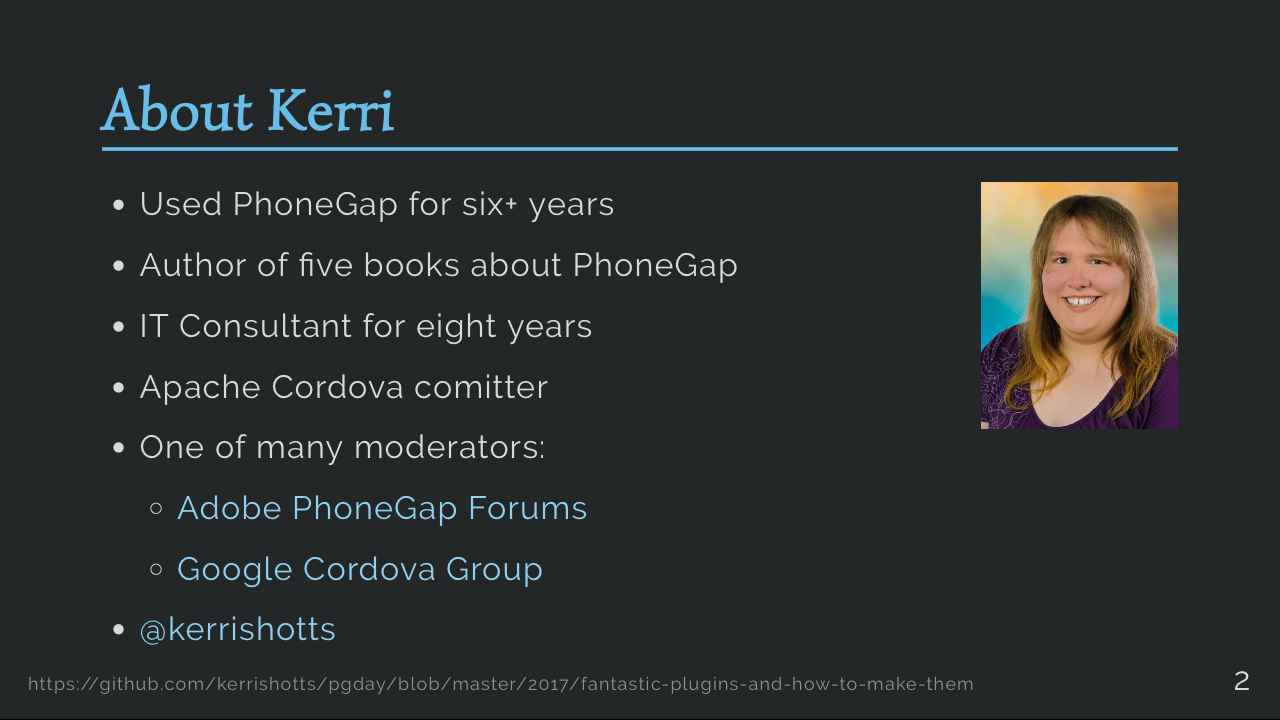 About Kerri
Used PhoneGap for six+ years
Author of five books about PhoneGap
IT Consultant for eight years
Apache Cordova comitter
One of many moderators:
Adobe PhoneGap Forums
Google Cordova Group
@kerrishotts
https://github.com/kerrishotts/pgday/blob/master/2017/fantastic-plugins-and-how-to-make-them
2